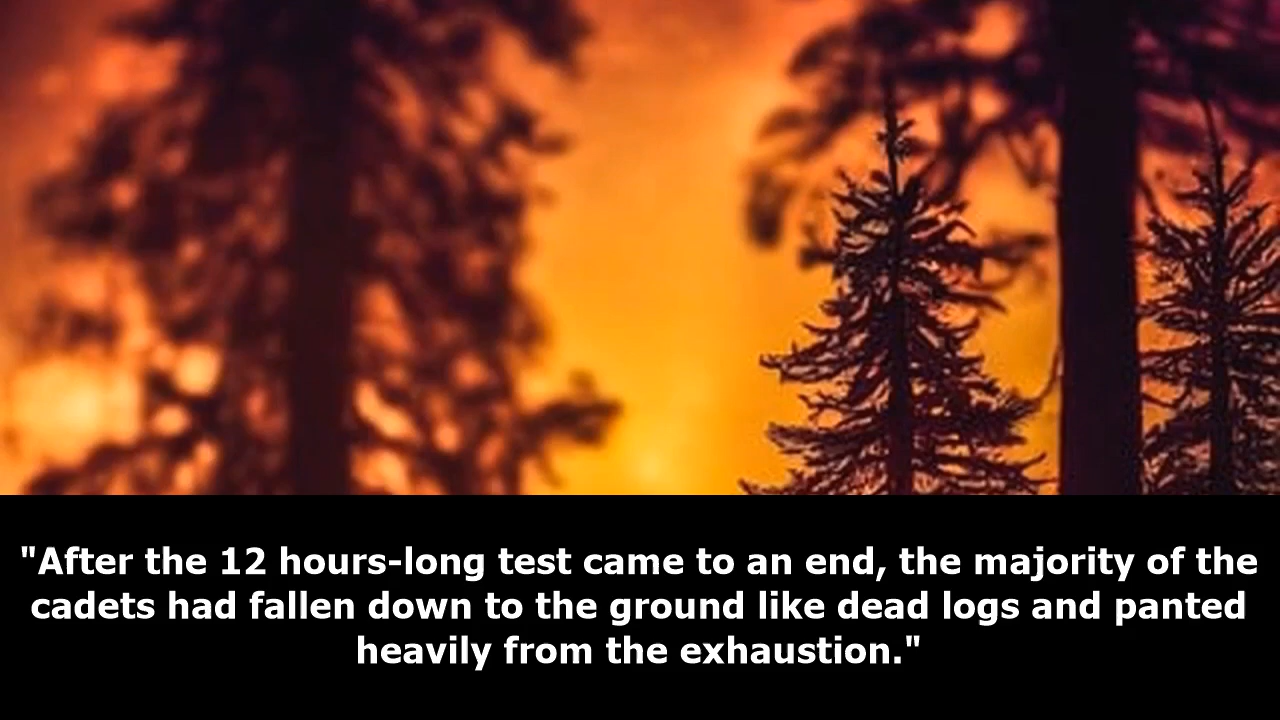 "After the 12 hours-long test came to an end, the majority of the
cadets had fallen down to the ground like dead logs and panted
heavily from the exhaustion."